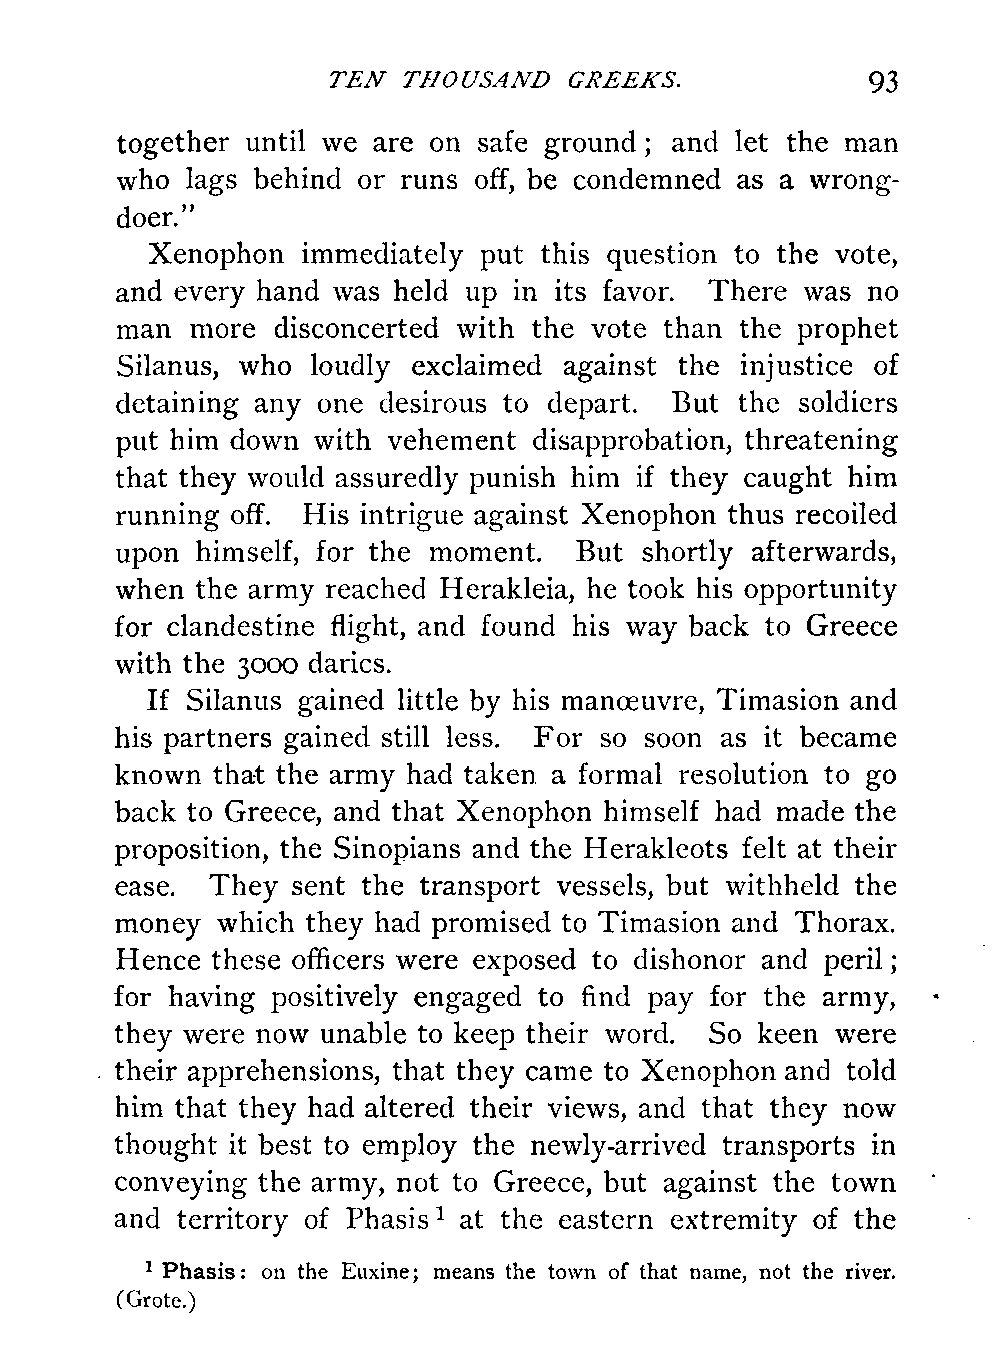 TEN THOUSAND GREEKS. 93
together until we are on safe ground; and let the man
who lags behind or runs off, be condemned as a wrong-
doer."
Xenophon immediately put this question to the vote,
and every hand was held up in its favor. There was no
man more disconcerted with the vote than the prophet
Silanus, who loudly exclaimed against the injustice of
detaining any one desirous to depart. But the soldiers
put him down with vehement disapprobation, threatening
that they would assuredly punish him if they caught him
running off. His intrigue against Xenophon thus recoiled
upon himself, for the moment. But shortly afterwards,
when the army reached Herakleia, he took his opportunity
for clandestine flight, and found his way back to Greece
with the 3000 darics.
If Silanus gained little by his manœuvre, Timasion and
his partners gained still less. For so soon as it became
known that the army had taken a formal resolution to go
back to Greece, and that Xenophon himself had made the
proposition, the Sinopians and the Herakleots felt at their
ease. They sent the transport vessels, but withheld the
money which they had promised to Timasion and Thorax.
Hence these officers were exposed to dishonor and peril;
for having positively engaged to find pay for the army,
they were now unable to keep their word. So keen were
their apprehensions, that they came to Xenophon and told
him that they had altered their views, and that they now
thought it best to employ the newly-arrived transports in
conveying the army, not to Greece, but against the town
and territory of Phasis¹ at the eastern extremity of the
¹ Phasis: on the Euxine; means the town of that name, not the river.
(Grote.)